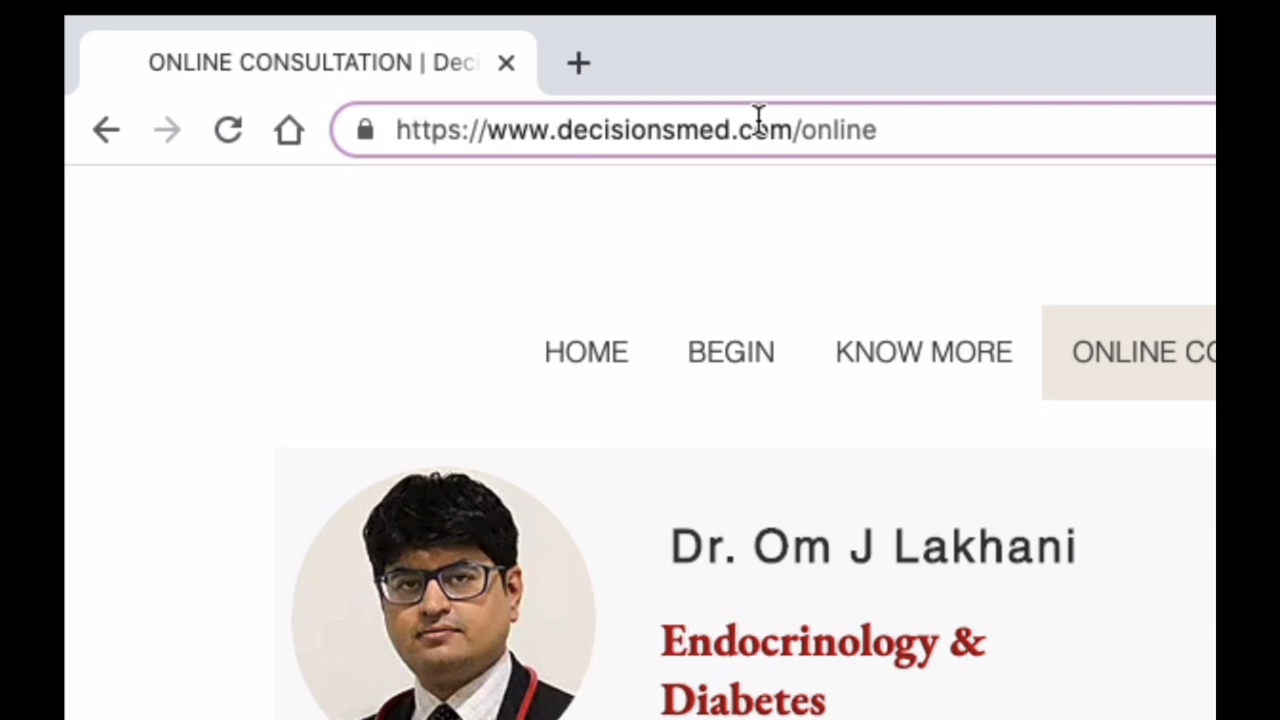 ONLINE CONSULTATION | Deci
https://www.decisionsmed.com/online
HOME BEGIN KNOW MORE ONLINE CO
Dr. Om J Lakhani
Endocrinology &
Diabetes